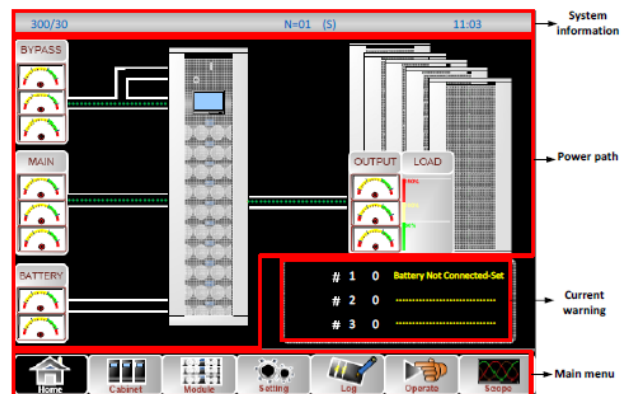 300/30 N=01 (S) 11:03
System information
BYPASS
MAIN
OUTPUT LOAD
Power path
BATTERY
# 1 0 Battery Not Connected-Set
# 2 0 --------------------
# 3 0 --------------------
Current warning
Home Cabinet Module Setting Log Operate Scope
Main menu